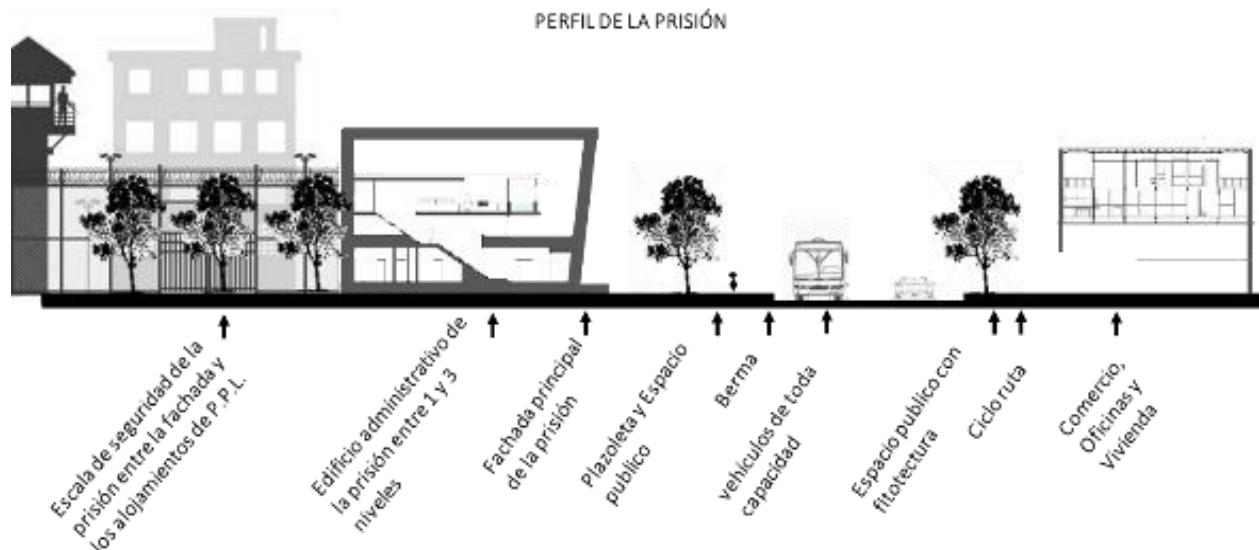 PERFIL DE LA PRISIÓN
Escala de seguridad de la
prisión entre la fachada y
los alojamientos de P.P.L.
Edificio administrativo de
la prisión entre 1 y 3
niveles
Fachada principal
de la prisión
Plazoleta y Espacio
publico
Berma
vehículos de toda
capacidad
Espacio publico con
fitotectura
Ciclo ruta
Comercio,
Oficinas y
Vivienda